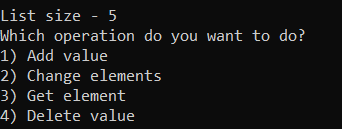 List size - 5
Which operation do you want to do?
1) Add value
2) Change elements
3) Get element
4) Delete value